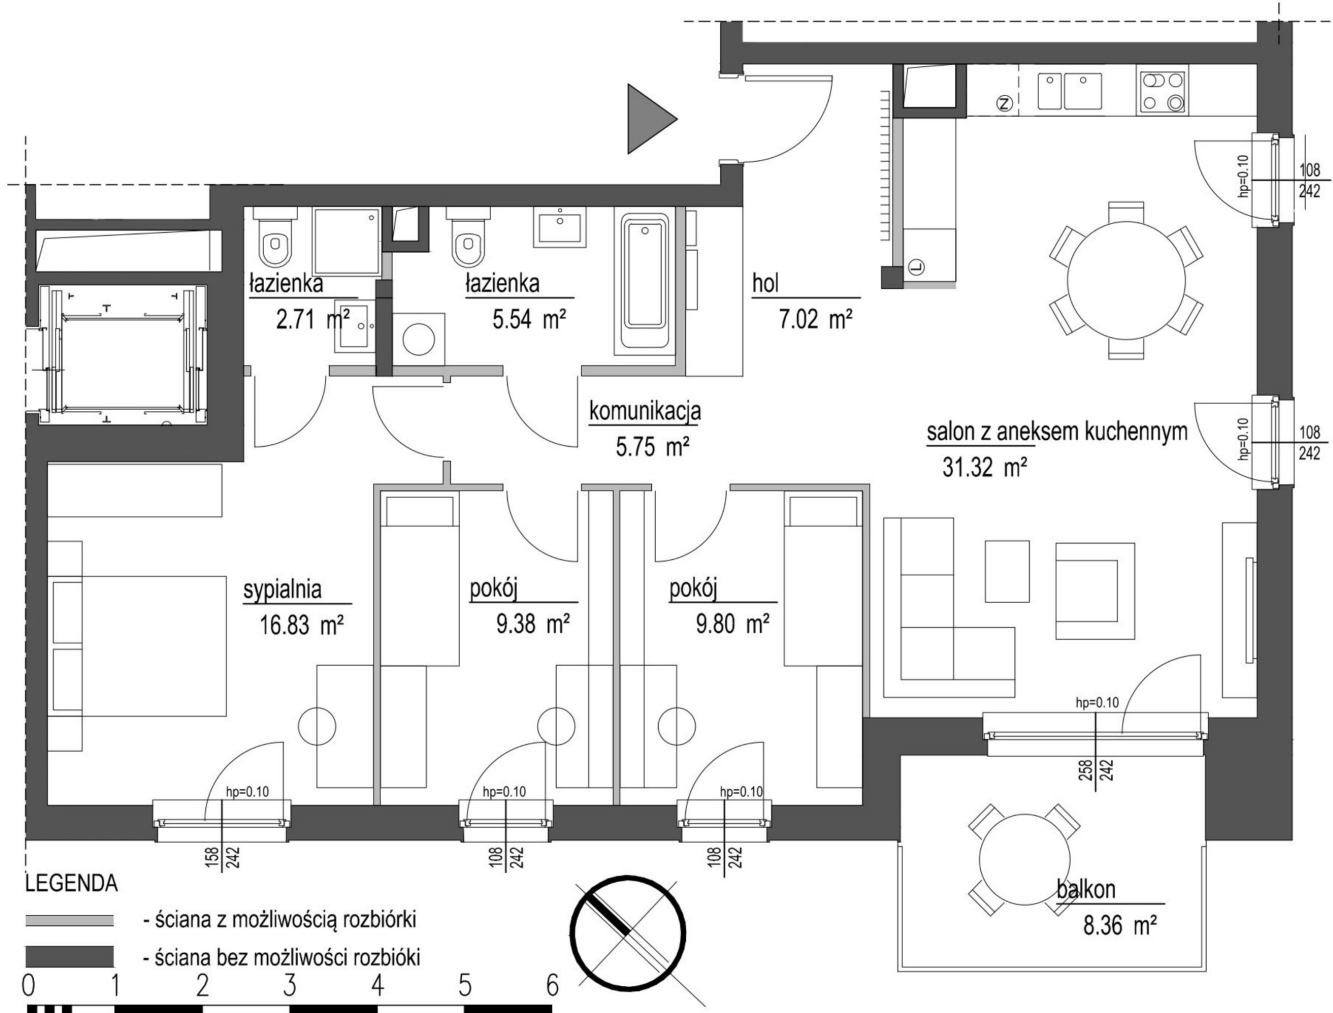 Z
hp=0.10
108
242
łazienka
2.71 m²
łazienka
5.54 m²
hol
7.02 m²
L
komunikacja
5.75 m²
salon z aneksem kuchennym
31.32 m²
hp=0.10
108
242
sypialnia
16.83 m²
pokój
9.38 m²
pokój
9.80 m²
hp=0.10
258
242
hp=0.10
158
242
hp=0.10
108
242
hp=0.10
108
242
balkon
8.36 m²
LEGENDA
- ściana z możliwością rozbiórki
- ściana bez możliwości rozbióki
0 1 2 3 4 5 6